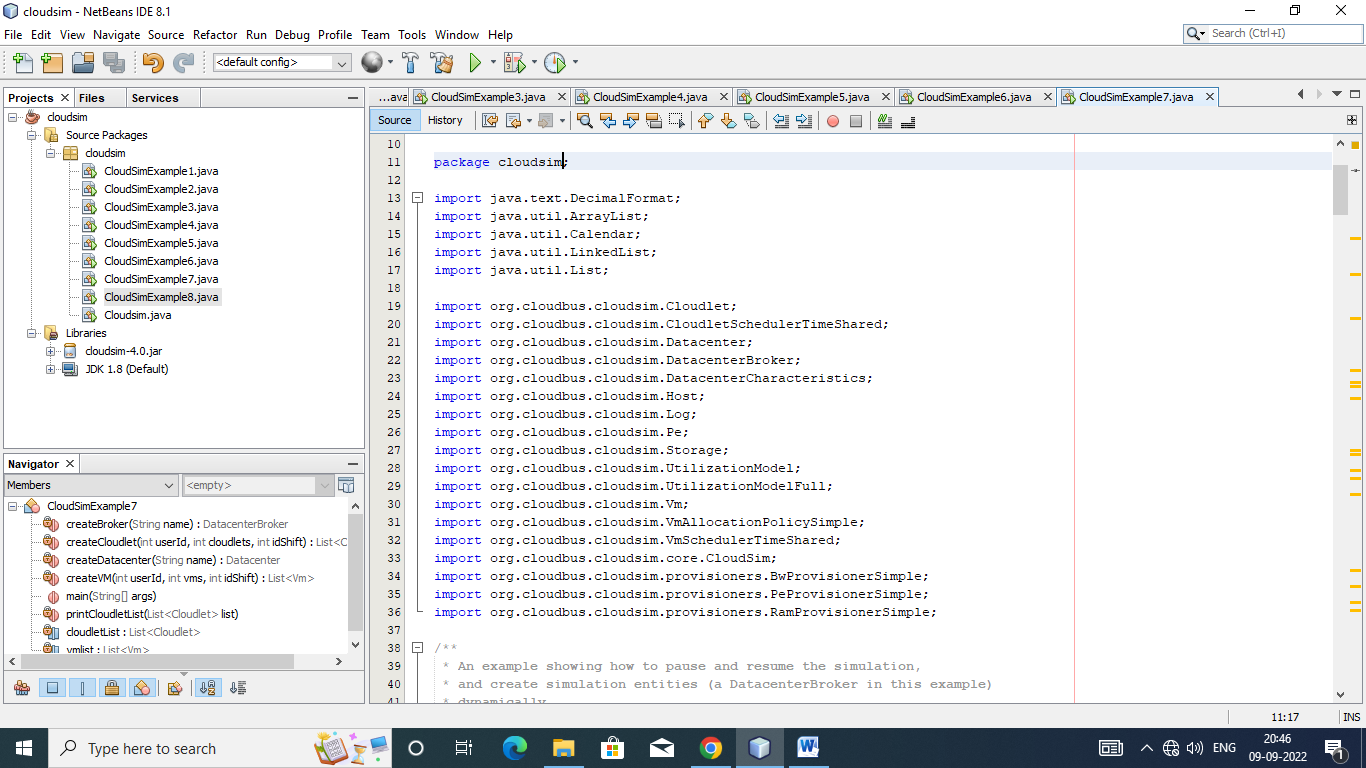 cloudsim - NetBeans IDE 8.1
File Edit View Navigate Source Refactor Run Debug Profile Team Tools Window Help
Search (Ctrl+I)
<default config>
Projects Files Services
cloudsim
Source Packages
cloudsim
CloudSimExample1.java
CloudSimExample2.java
CloudSimExample3.java
CloudSimExample4.java
CloudSimExample5.java
CloudSimExample6.java
CloudSimExample7.java
CloudSimExample8.java
Cloudsim.java
Libraries
cloudsim-4.0.jar
JDK 1.8 (Default)
Navigator
Members <empty>
CloudSimExample7
createBroker(String name) : DatacenterBroker
createCloudlet(int userId, int cloudlets, int idShift) : List<C
createDatacenter(String name) : Datacenter
createVM(int userId, int vms, int idShift) : List<Vm>
main(String[] args)
printCloudletList(List<Cloudlet> list)
cloudletList : List<Cloudlet>
vmlist : List<Vm>
...ava CloudSimExample3.java CloudSimExample4.java CloudSimExample5.java CloudSimExample6.java CloudSimExample7.java
Source History
10
11 package cloudsim;
12
13 import java.text.DecimalFormat;
14 import java.util.ArrayList;
15 import java.util.Calendar;
16 import java.util.LinkedList;
17 import java.util.List;
18
19 import org.cloudbus.cloudsim.Cloudlet;
20 import org.cloudbus.cloudsim.CloudletSchedulerTimeShared;
21 import org.cloudbus.cloudsim.Datacenter;
22 import org.cloudbus.cloudsim.DatacenterBroker;
23 import org.cloudbus.cloudsim.DatacenterCharacteristics;
24 import org.cloudbus.cloudsim.Host;
25 import org.cloudbus.cloudsim.Log;
26 import org.cloudbus.cloudsim.Pe;
27 import org.cloudbus.cloudsim.Storage;
28 import org.cloudbus.cloudsim.UtilizationModel;
29 import org.cloudbus.cloudsim.UtilizationModelFull;
30 import org.cloudbus.cloudsim.Vm;
31 import org.cloudbus.cloudsim.VmAllocationPolicySimple;
32 import org.cloudbus.cloudsim.VmSchedulerTimeShared;
33 import org.cloudbus.cloudsim.core.CloudSim;
34 import org.cloudbus.cloudsim.provisioners.BwProvisionerSimple;
35 import org.cloudbus.cloudsim.provisioners.PeProvisionerSimple;
36 import org.cloudbus.cloudsim.provisioners.RamProvisionerSimple;
37
38 /**
39 * An example showing how to pause and resume the simulation,
40 * and create simulation entities (a DatacenterBroker in this example)
41 * dynamically
11:17 INS
Type here to search
ENG
20:46
09-09-2022
1